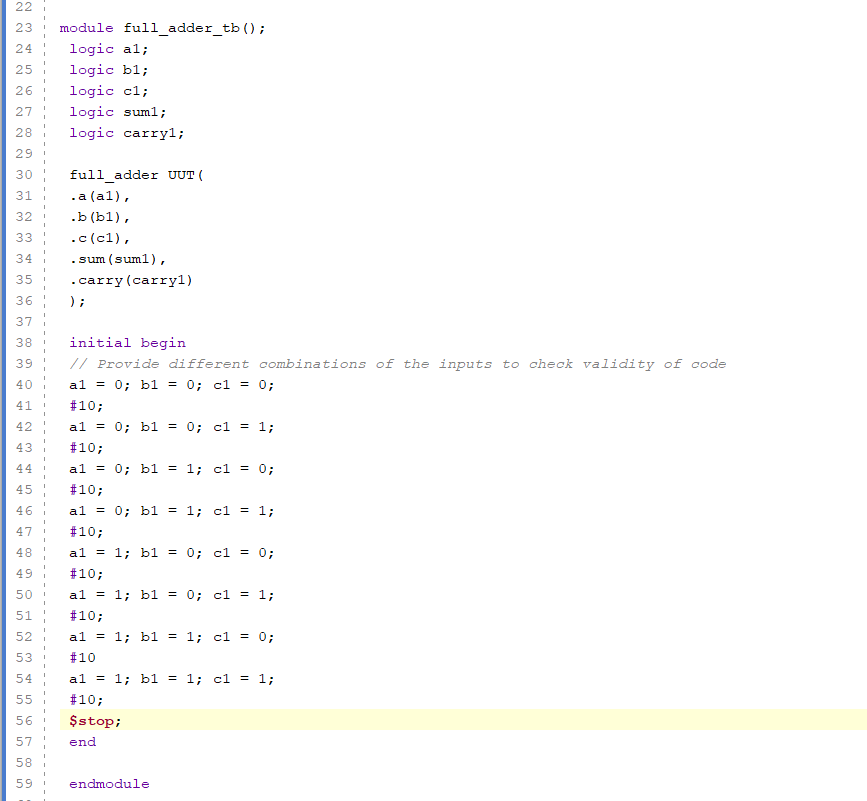 22
23 module full_adder_tb();
24 logic a1;
25 logic b1;
26 logic c1;
27 logic sum1;
28 logic carry1;
29
30 full_adder UUT(
31 .a(a1),
32 .b(b1),
33 .c(c1),
34 .sum(sum1),
35 .carry(carry1)
36 );
37
38 initial begin
39 // Provide different combinations of the inputs to check validity of code
40 a1 = 0; b1 = 0; c1 = 0;
41 #10;
42 a1 = 0; b1 = 0; c1 = 1;
43 #10;
44 a1 = 0; b1 = 1; c1 = 0;
45 #10;
46 a1 = 0; b1 = 1; c1 = 1;
47 #10;
48 a1 = 1; b1 = 0; c1 = 0;
49 #10;
50 a1 = 1; b1 = 0; c1 = 1;
51 #10;
52 a1 = 1; b1 = 1; c1 = 0;
53 #10
54 a1 = 1; b1 = 1; c1 = 1;
55 #10;
56 $stop;
57 end
58
59 endmodule